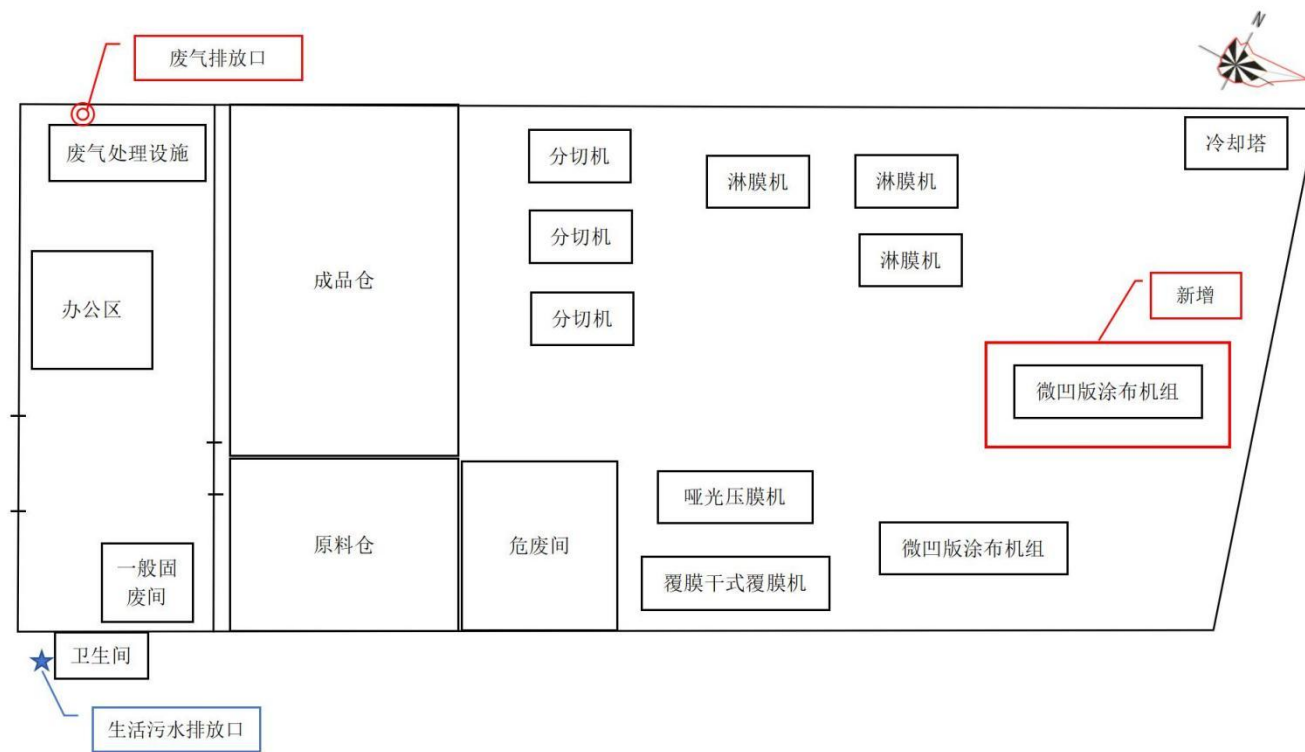 N
废气排放口
废气处理设施
冷却塔
分切机
淋膜机
淋膜机
分切机
淋膜机
办公区
成品仓
新增
分切机
微凹版涂布机组
哑光压膜机
原料仓
危废间
微凹版涂布机组
一般固
废间
覆膜干式覆膜机
卫生间
生活污水排放口